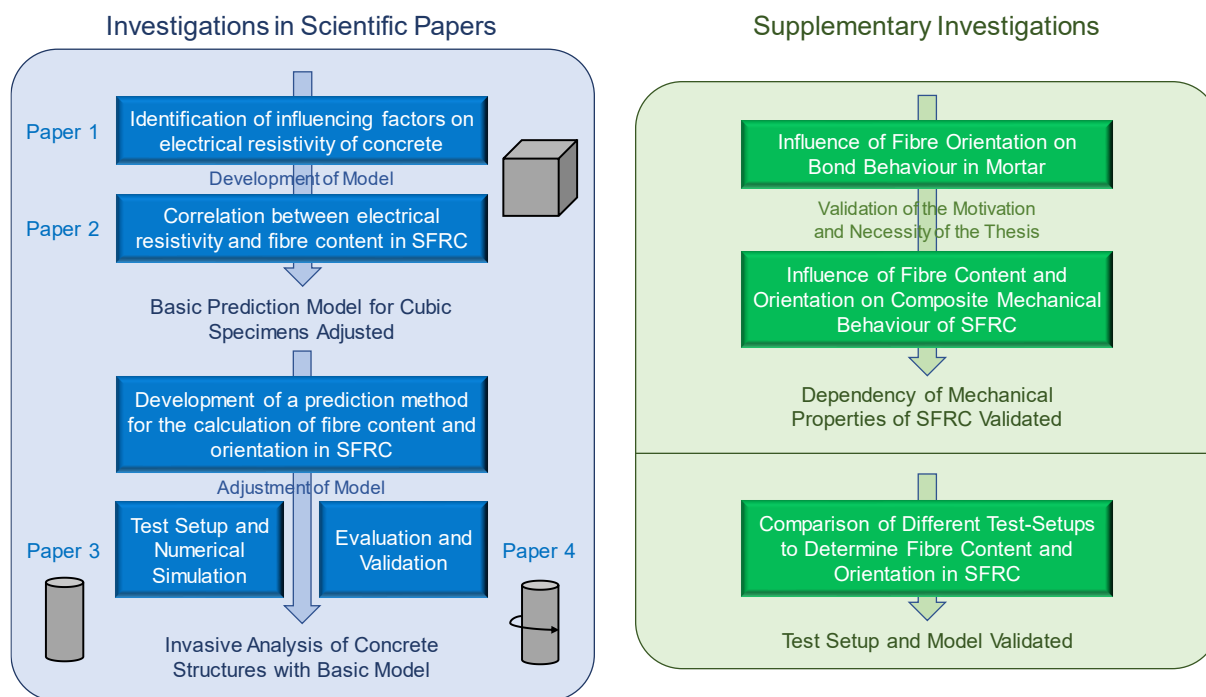 Investigations in Scientific Papers
Paper 1
Identification of influencing factors on
electrical resistivity of concrete
Development of Model
Paper 2
Correlation between electrical
resistivity and fibre content in SFRC
Basic Prediction Model for Cubic
Specimens Adjusted
Development of a prediction method
for the calculation of fibre content and
orientation in SFRC
Adjustment of Model
Paper 3
Test Setup and
Numerical
Simulation
Evaluation and
Validation
Paper 4
Invasive Analysis of Concrete
Structures with Basic Model
Supplementary Investigations
Influence of Fibre Orientation on
Bond Behaviour in Mortar
Validation of the Motivation
and Necessity of the Thesis
Influence of Fibre Content and
Orientation on Composite Mechanical
Behaviour of SFRC
Dependency of Mechanical
Properties of SFRC Validated
Comparison of Different Test-Setups
to Determine Fibre Content and
Orientation in SFRC
Test Setup and Model Validated